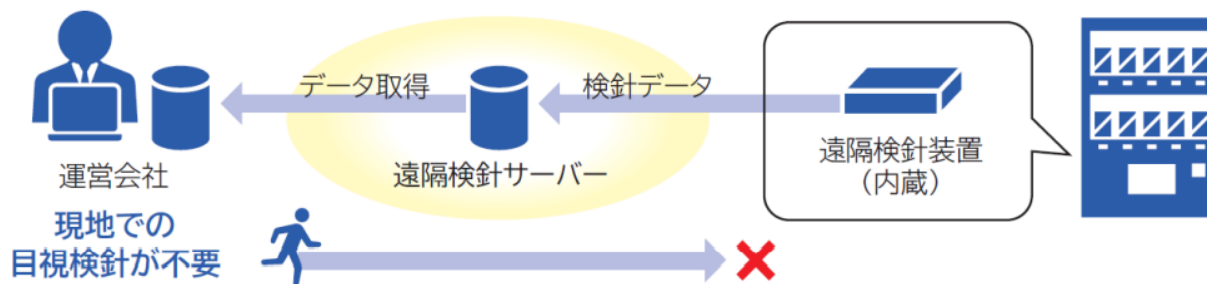 データ取得
検針データ
運営会社
遠隔検針サーバー
遠隔検針装置
（内蔵）
現地での
目視検針が不要